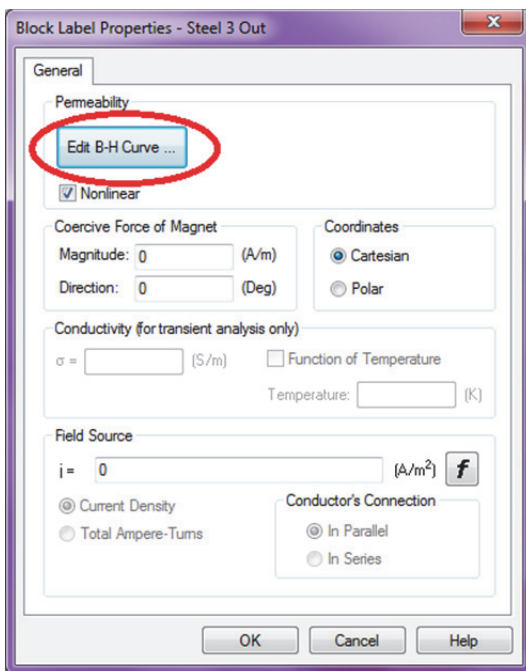 Block Label Properties - Steel 3 Out
General
Permeability
Edit B-H Curve ...
Nonlinear
Coercive Force of Magnet
Magnitude: 0 (A/m)
Direction: 0 (Deg)
Coordinates
Cartesian
Polar
Conductivity (for transient analysis only)
σ = (S/m)
Function of Temperature
Temperature: (K)
Field Source
j = 0 (A/m²) f
Current Density
Total Ampere-Turns
Conductor's Connection
In Parallel
In Series
OK Cancel Help